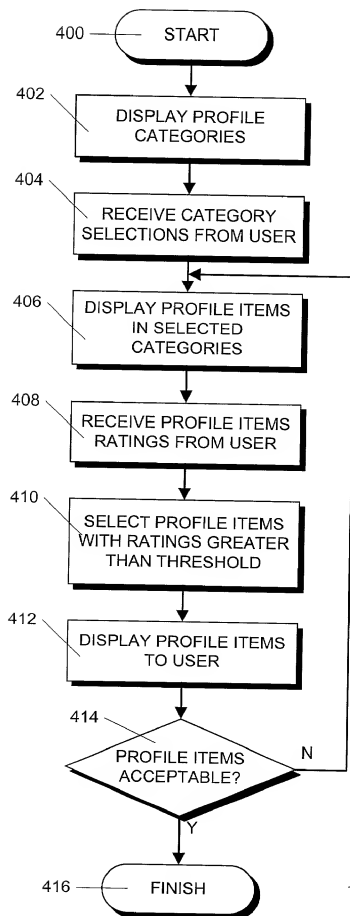 400
START
402
DISPLAY PROFILE
CATEGORIES
404
RECEIVE CATEGORY
SELECTIONS FROM USER
406
DISPLAY PROFILE ITEMS
IN SELECTED
CATEGORIES
408
RECEIVE PROFILE ITEMS
RATINGS FROM USER
410
SELECT PROFILE ITEMS
WITH RATINGS GREATER
THAN THRESHOLD
412
DISPLAY PROFILE ITEMS
TO USER
414
PROFILE ITEMS
ACCEPTABLE?
N
Y
416
FINISH